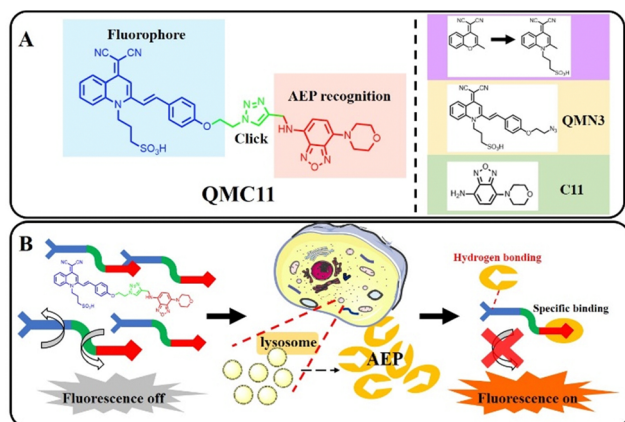 A
Fluorophore
NC CN
N
SO₃H
O
N N
N
Click
AEP recognition
HN
N
O
N N
O
QMC11
NC CN
O
NC CN
N
SO₃H
NC CN
N
SO₃H
O
N₃
QMN3
H₂N
N O N
N
O
C11
B
Fluorescence off
lysosome
AEP
Hydrogen bonding
Specific binding
Fluorescence on